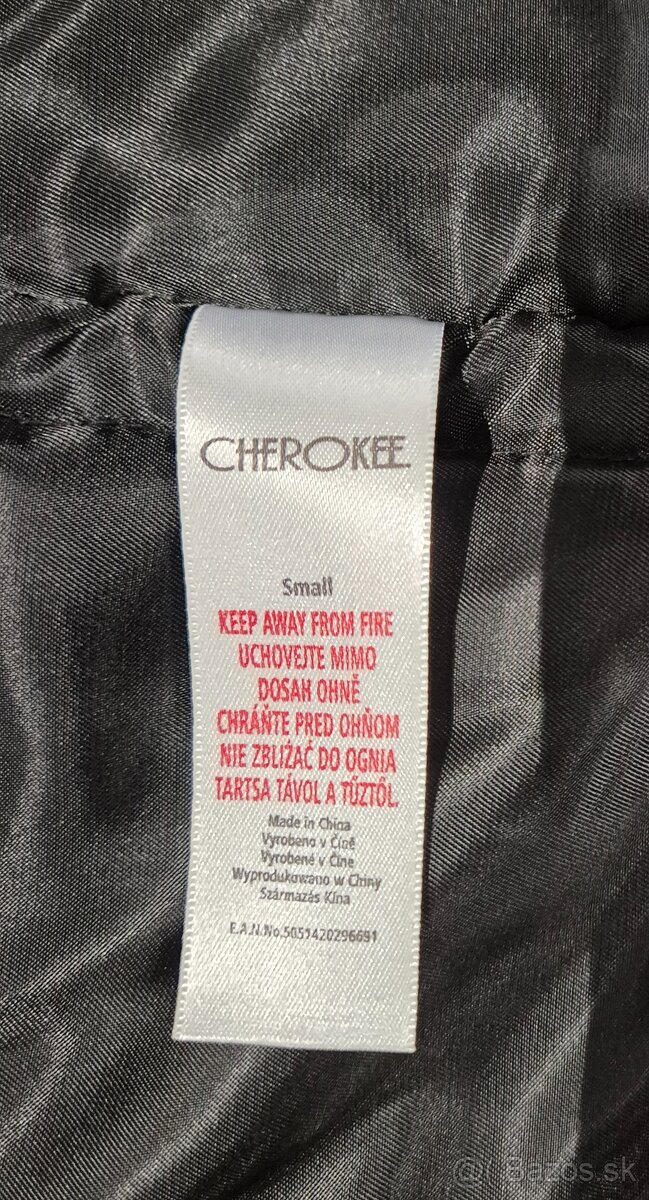 CHEROKEE
Small
KEEP AWAY FROM FIRE
UCHOVEJTE MIMO
DOSAH OHNĚ
CHRÁŇTE PRED OHŇOM
NIE ZBLIŻAĆ DO OGNIA
TARTSA TÁVOL A TŰZTŐL.
Made in China
Vyrobeno v Číně
Vyrobené v Číne
Wyprodukowano w Chiny
Származás Kína
E.A.N.No.5051420296691
Bazos.sk